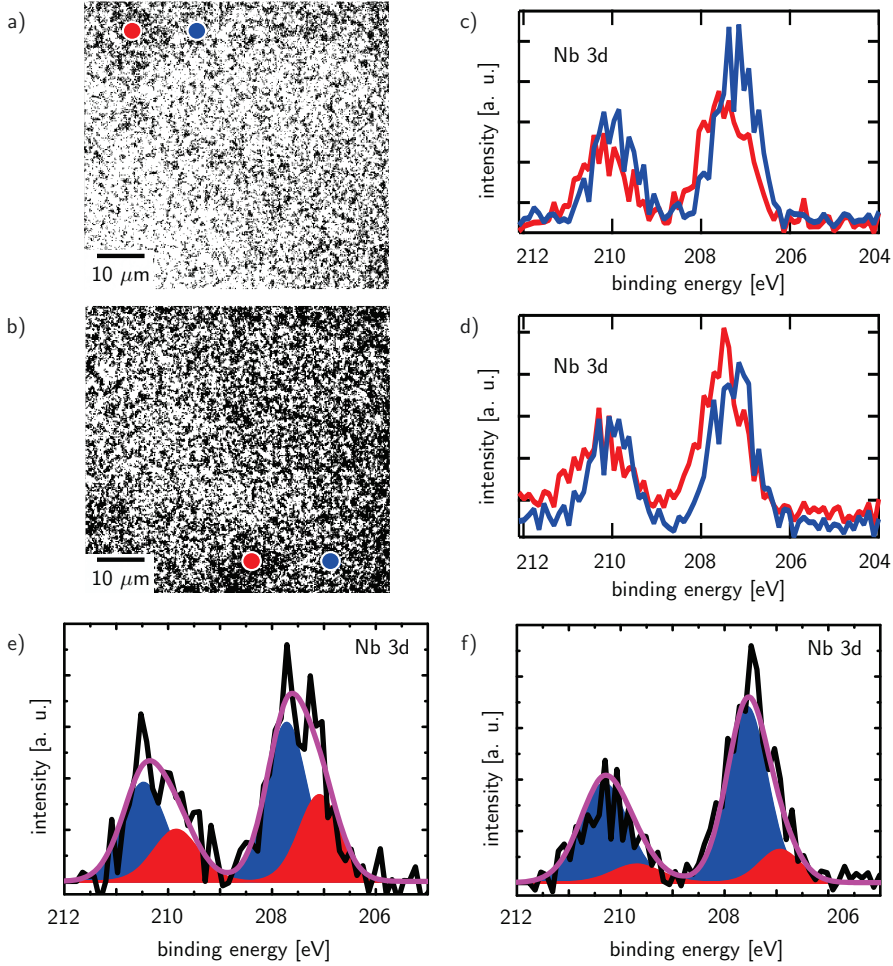 a)
10 μm
c)
Nb 3d
intensity [a. u.]
212 210 208 206 204
binding energy [eV]
b)
10 μm
d)
Nb 3d
intensity [a. u.]
212 210 208 206 204
binding energy [eV]
e)
Nb 3d
intensity [a. u.]
212 210 208 206
binding energy [eV]
f)
Nb 3d
intensity [a. u.]
212 210 208 206
binding energy [eV]